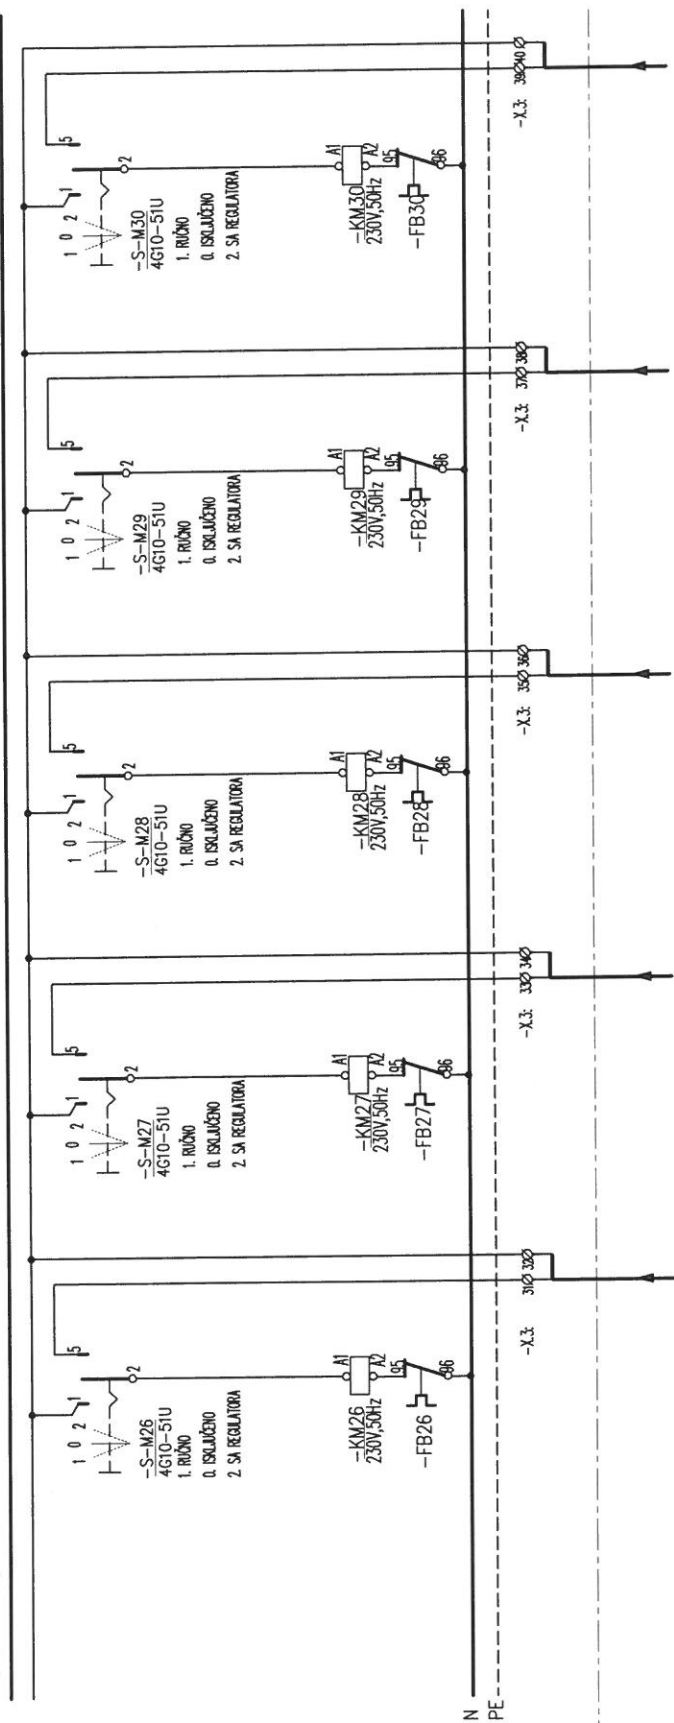 1 0 2
1
5
2
-S-M26
4G10-51U
1. RUČNO
0. ISKLJUČENO
2. SA REGULATORA
A1
A2
-KM26
230V,50Hz
95
96
-FB26
-X.3:
31
32
1 0 2
1
5
2
-S-M27
4G10-51U
1. RUČNO
0. ISKLJUČENO
2. SA REGULATORA
A1
A2
-KM27
230V,50Hz
95
96
-FB27
-X.3:
33
34
1 0 2
1
5
2
-S-M28
4G10-51U
1. RUČNO
0. ISKLJUČENO
2. SA REGULATORA
A1
A2
-KM28
230V,50Hz
95
96
-FB28
-X.3:
35
36
1 0 2
1
5
2
-S-M29
4G10-51U
1. RUČNO
0. ISKLJUČENO
2. SA REGULATORA
A1
A2
-KM29
230V,50Hz
95
96
-FB29
-X.3:
37
38
1 0 2
1
5
2
-S-M30
4G10-51U
1. RUČNO
0. ISKLJUČENO
2. SA REGULATORA
A1
A2
-KM30
230V,50Hz
95
96
-FB30
-X.3:
39
40
N
PE